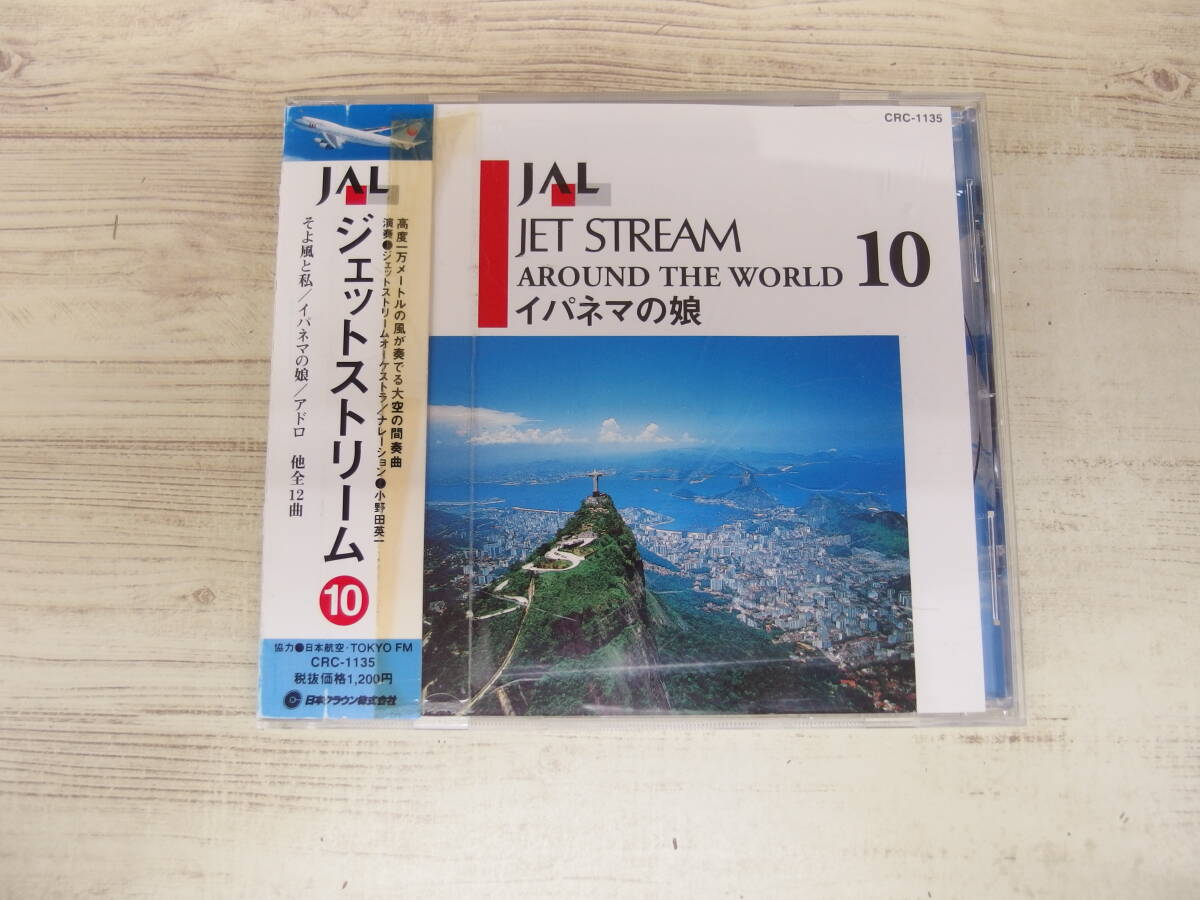 CRC-1135
JAL
JET STREAM
AROUND THE WORLD 10
イパネマの娘
JAL
高度一万メートルの風が奏でる大空の間奏曲
演奏●ジェットストリームオーケストラ/ナレーション●小野田英一
ジェットストリーム
10
そよ風と私/イパネマの娘/アドロ 他全12曲
協力●日本航空・TOKYO FM
CRC-1135
税抜価格1,200円
日本クラウン株式会社